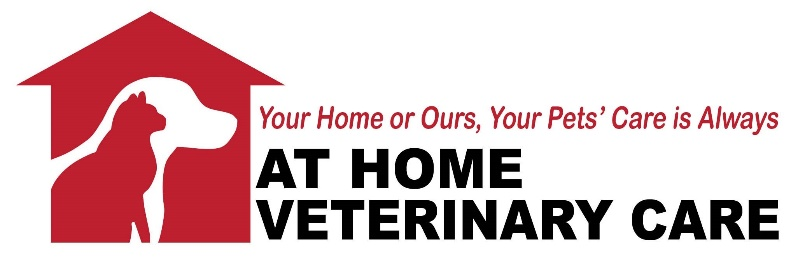 Your Home or Ours, Your Pets' Care is Always
AT HOME
VETERINARY CARE